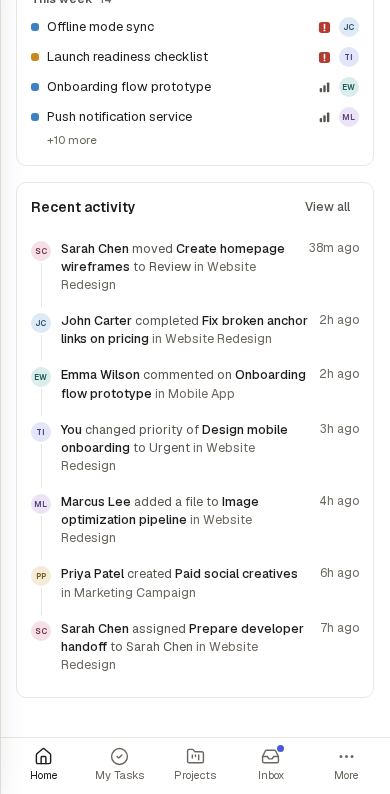 This week 14
Offline mode sync
JC
Launch readiness checklist
TI
Onboarding flow prototype
EW
Push notification service
ML
+10 more
Recent activity
View all
SC
Sarah Chen moved Create homepage
38m ago
wireframes to Review in Website
Redesign
JC
John Carter completed Fix broken anchor
2h ago
links on pricing in Website Redesign
EW
Emma Wilson commented on Onboarding
2h ago
flow prototype in Mobile App
TI
You changed priority of Design mobile
3h ago
onboarding to Urgent in Website
Redesign
ML
Marcus Lee added a file to Image
4h ago
optimization pipeline in Website
Redesign
PP
Priya Patel created Paid social creatives
6h ago
in Marketing Campaign
SC
Sarah Chen assigned Prepare developer
7h ago
handoff to Sarah Chen in Website
Redesign
Home
My Tasks
Projects
Inbox
More